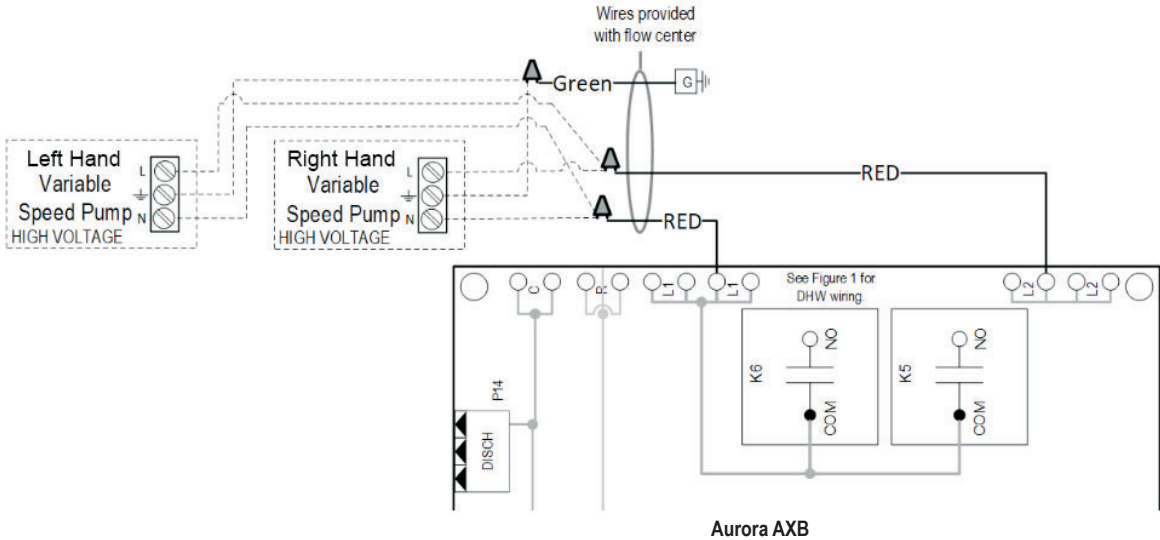 Wires provided
with flow center
Green
G
Left Hand
Variable
Speed Pump
HIGH VOLTAGE
L
N
Right Hand
Variable
Speed Pump
HIGH VOLTAGE
L
N
RED
RED
C
R
L1
L1
See Figure 1 for
DHW wiring.
L2
L2
K6
NO
COM
K5
NO
COM
P14
DISCH
Aurora AXB